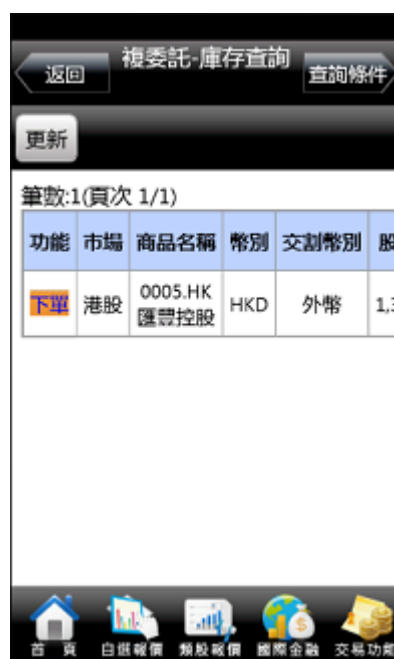 返回
複委託-庫存查詢
查詢條件
更新
筆數:1(頁次 1/1)
功能 市場 商品名稱 幣別 交割幣別
下單 港股 0005.HK 匯豐控股 HKD 外幣 1,3
首 頁 自選報價 類股報價 國際金融 交易功能